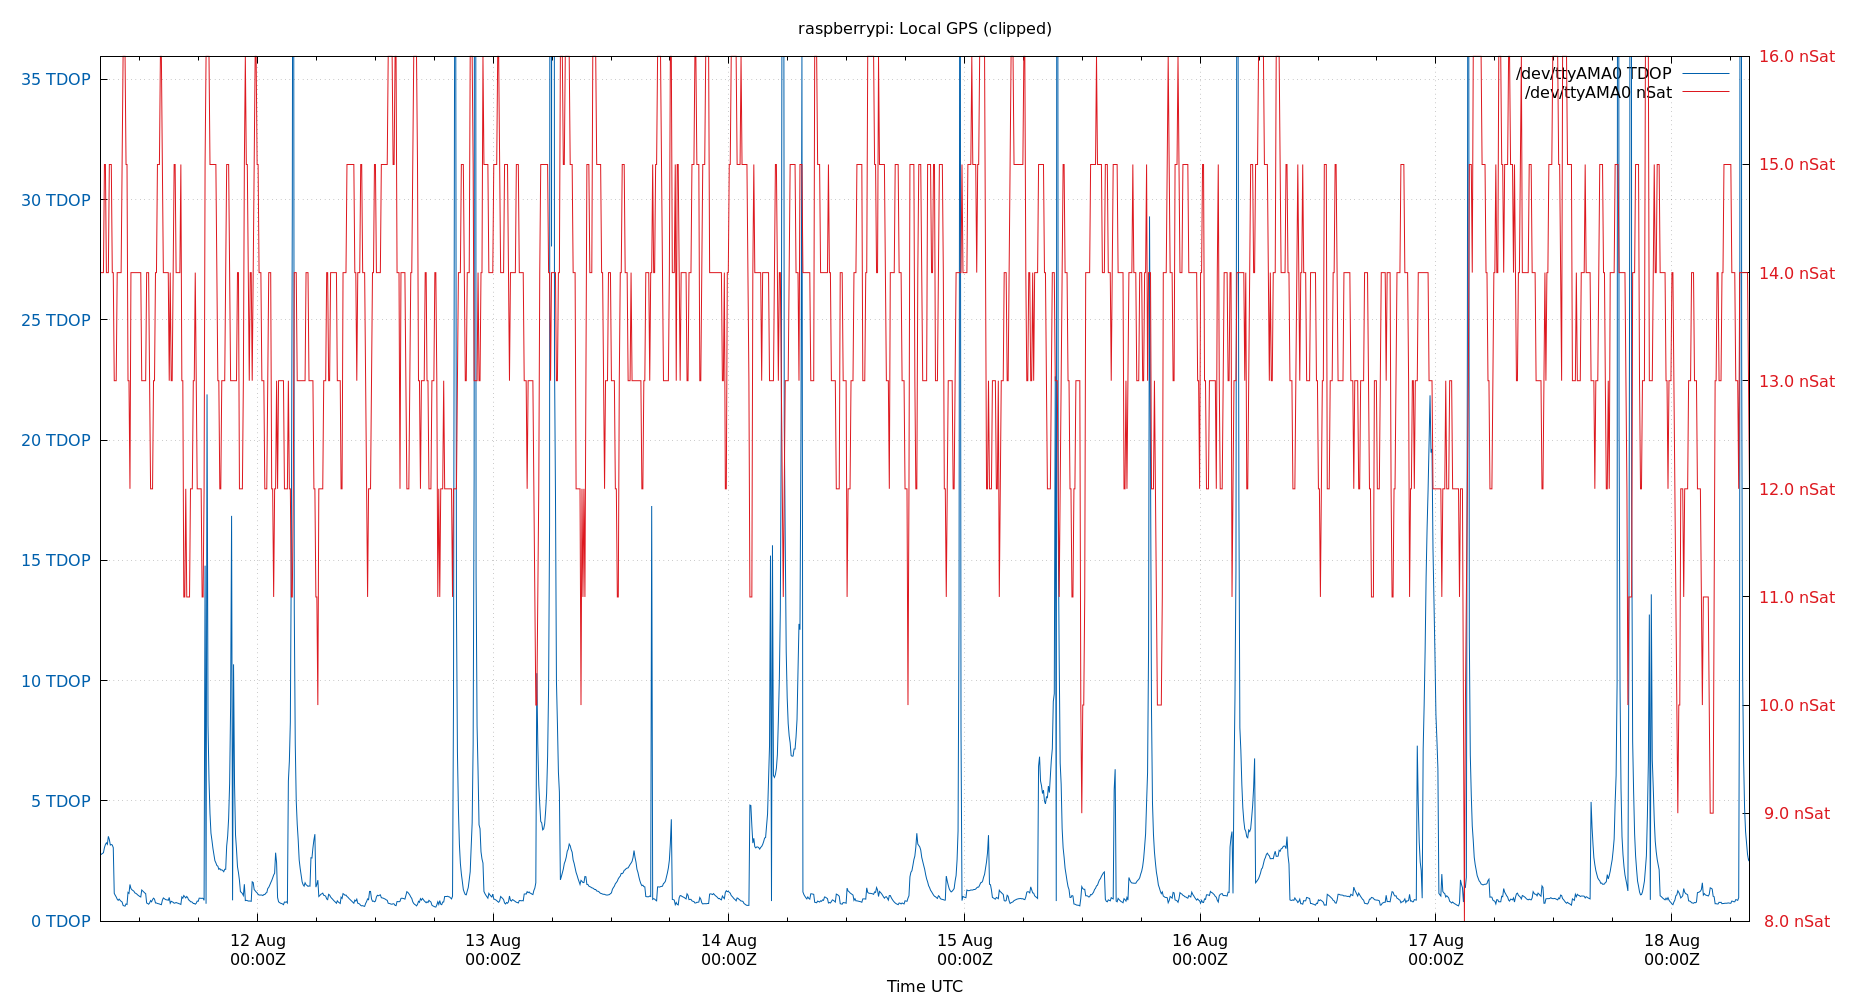 raspberrypi: Local GPS (clipped)
35 TDOP
30 TDOP
25 TDOP
20 TDOP
15 TDOP
10 TDOP
5 TDOP
0 TDOP
16.0 nSat
15.0 nSat
14.0 nSat
13.0 nSat
12.0 nSat
11.0 nSat
10.0 nSat
9.0 nSat
8.0 nSat
/dev/ttyAMA0 TDOP
/dev/ttyAMA0 nSat
12 Aug
00:00Z
13 Aug
00:00Z
14 Aug
00:00Z
15 Aug
00:00Z
16 Aug
00:00Z
17 Aug
00:00Z
18 Aug
00:00Z
Time UTC